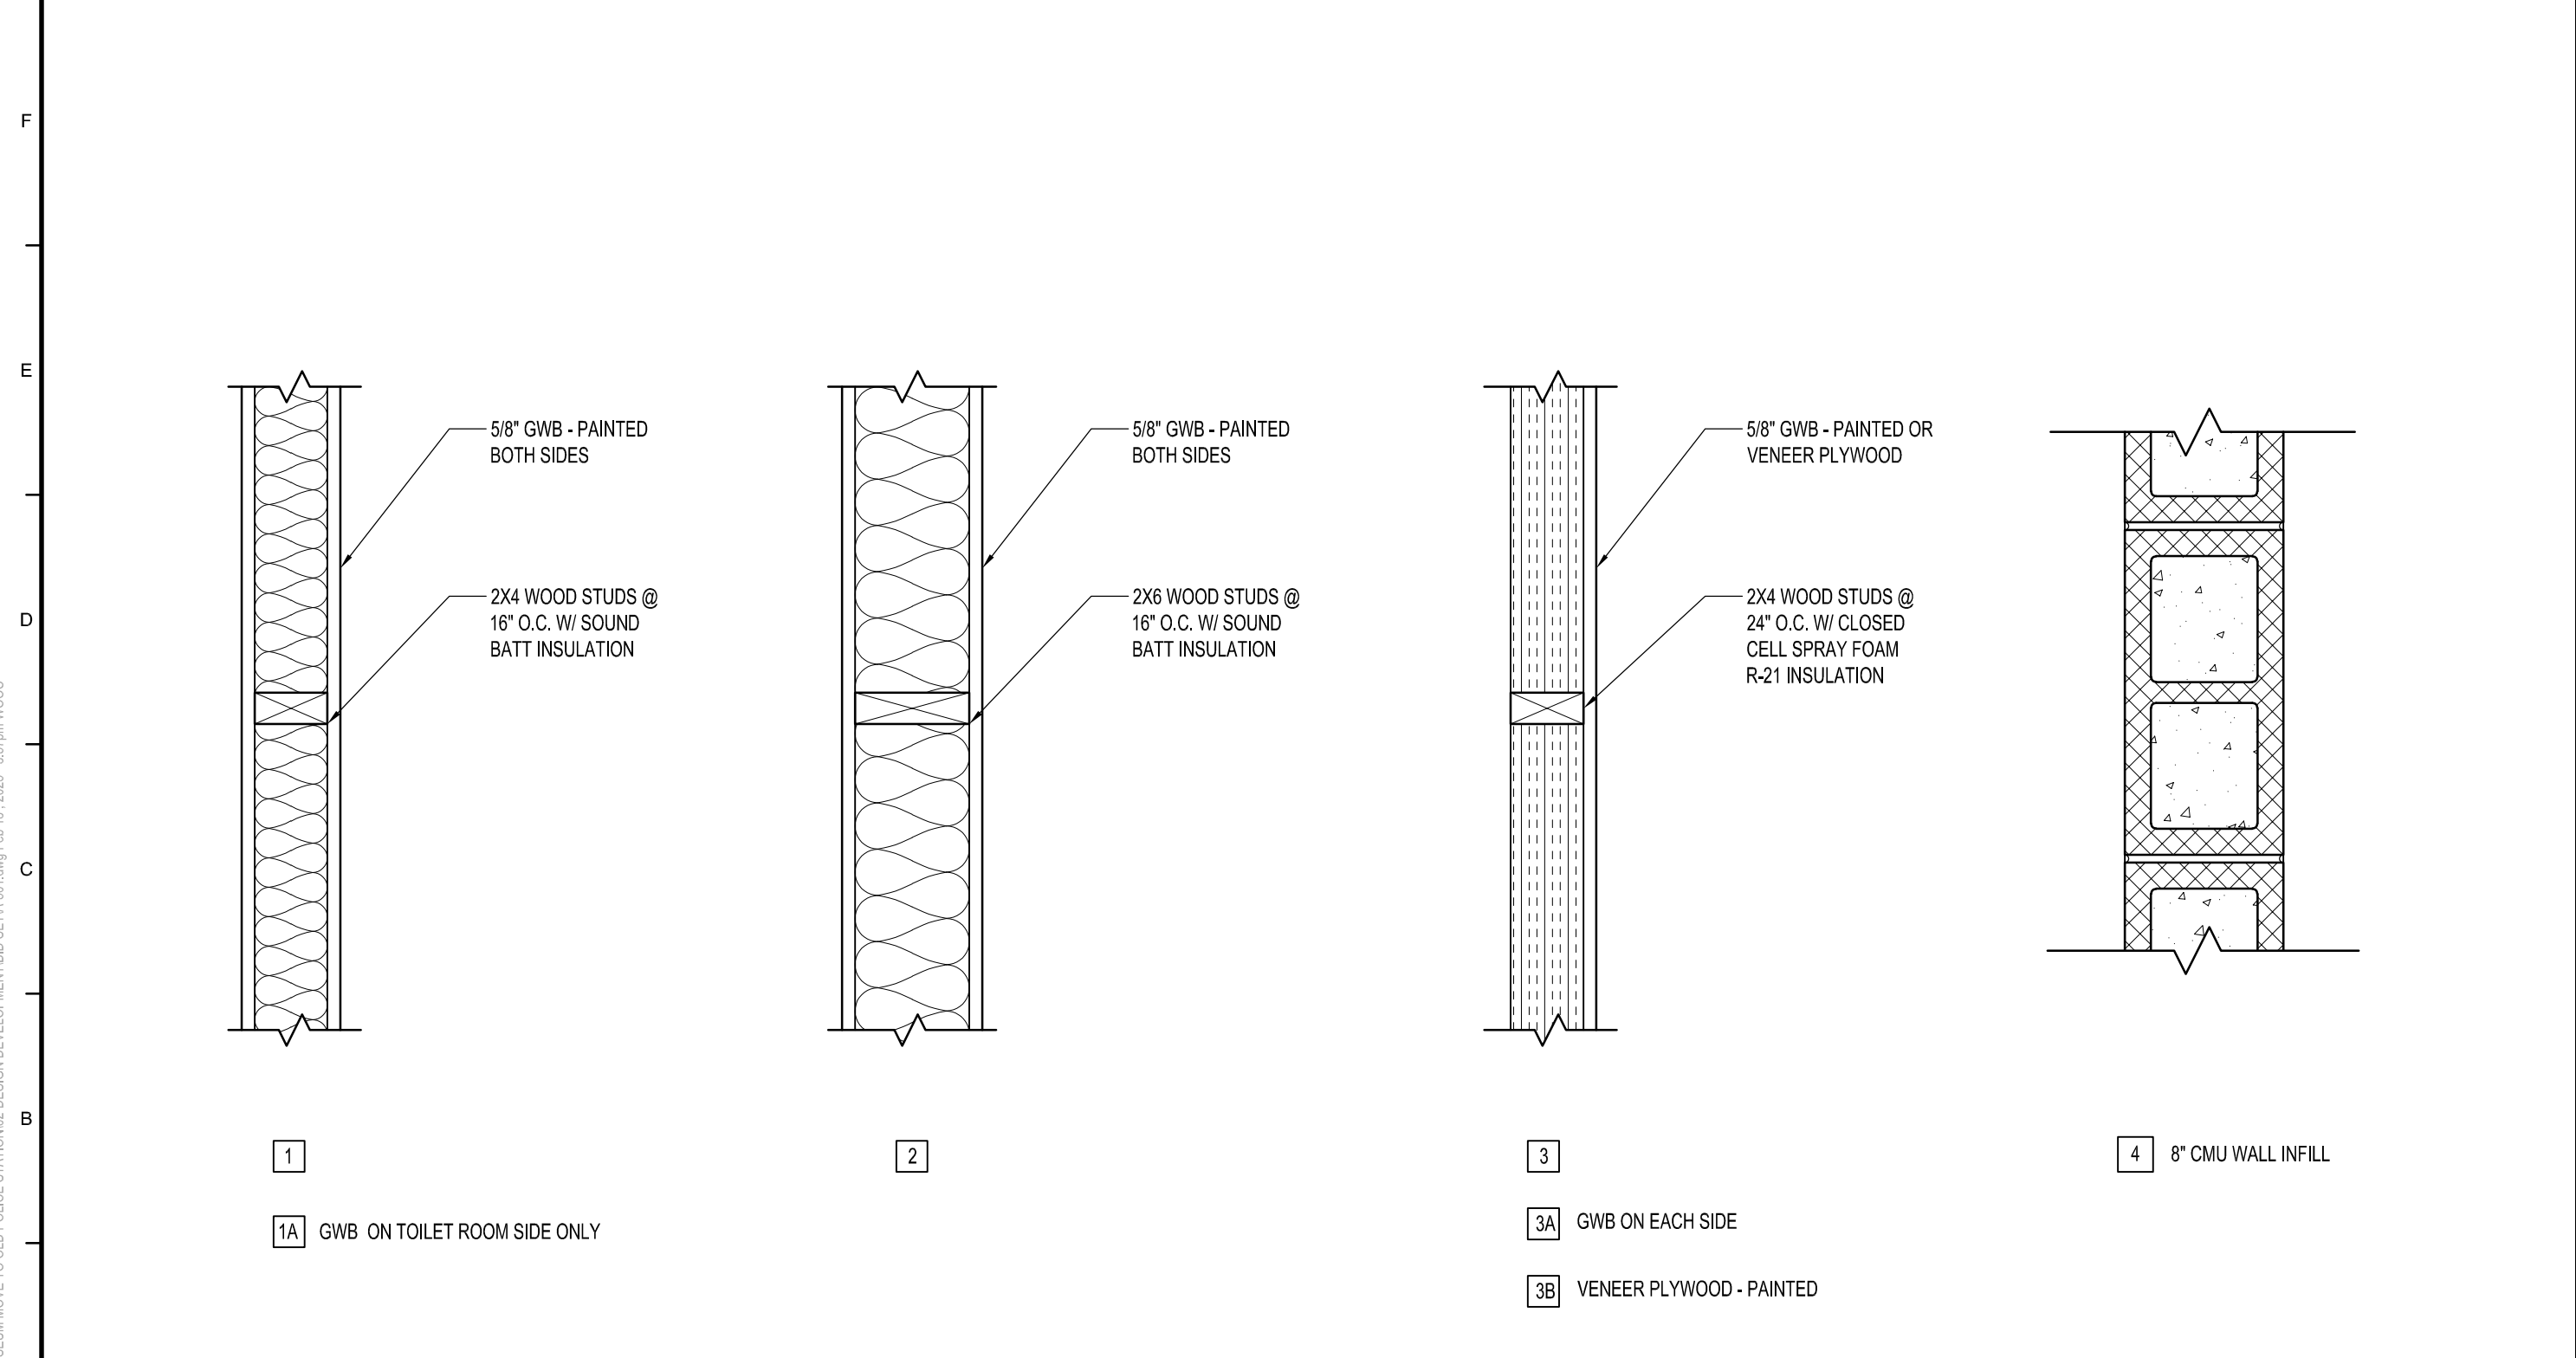 F
E
D
C
B
5/8" GWB - PAINTED
BOTH SIDES
2X4 WOOD STUDS @
16" O.C. W/ SOUND
BATT INSULATION
1
1A GWB ON TOILET ROOM SIDE ONLY
5/8" GWB - PAINTED
BOTH SIDES
2X6 WOOD STUDS @
16" O.C. W/ SOUND
BATT INSULATION
2
5/8" GWB - PAINTED OR
VENEER PLYWOOD
2X4 WOOD STUDS @
24" O.C. W/ CLOSED
CELL SPRAY FOAM
R-21 INSULATION
3
3A GWB ON EACH SIDE
3B VENEER PLYWOOD - PAINTED
4 8" CMU WALL INFILL